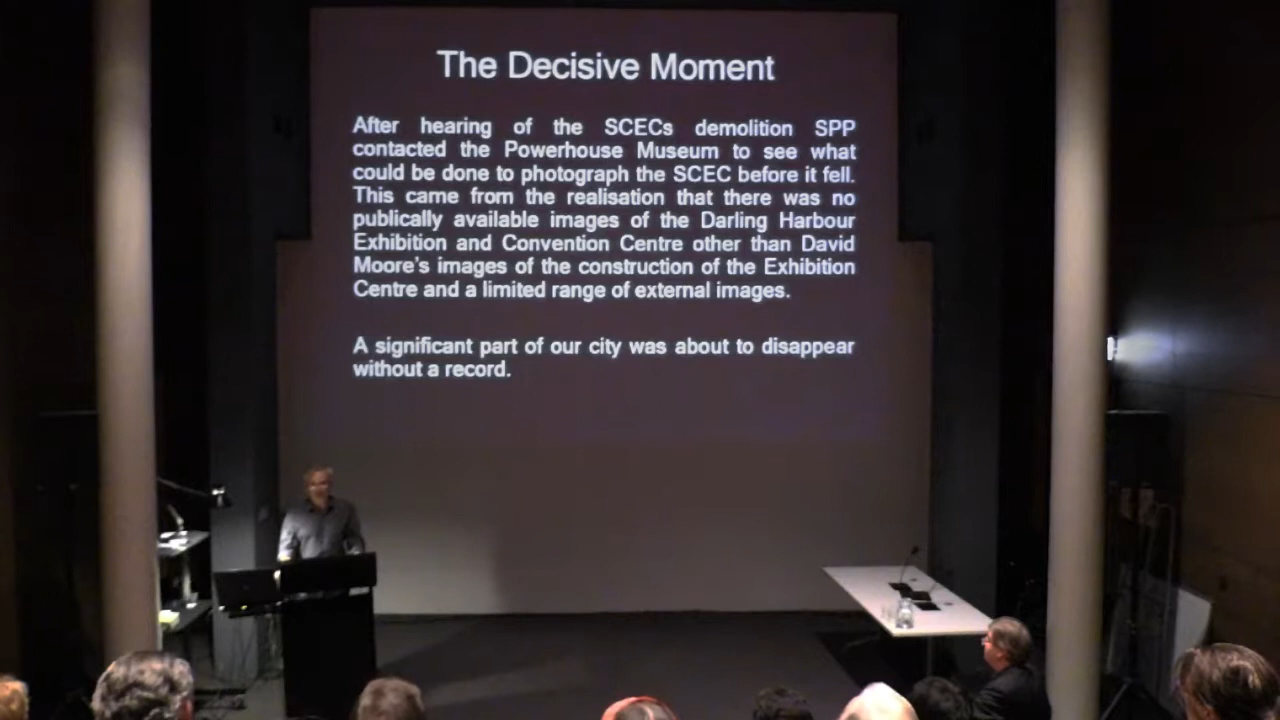 The Decisive Moment
After hearing of the SCECs demolition SPP
contacted the Powerhouse Museum to see what
could be done to photograph the SCEC before it fell.
This came from the realisation that there was no
publically available images of the Darling Harbour
Exhibition and Convention Centre other than David
Moore's images of the construction of the Exhibition
Centre and a limited range of external images.
A significant part of our city was about to disappear
without a record.